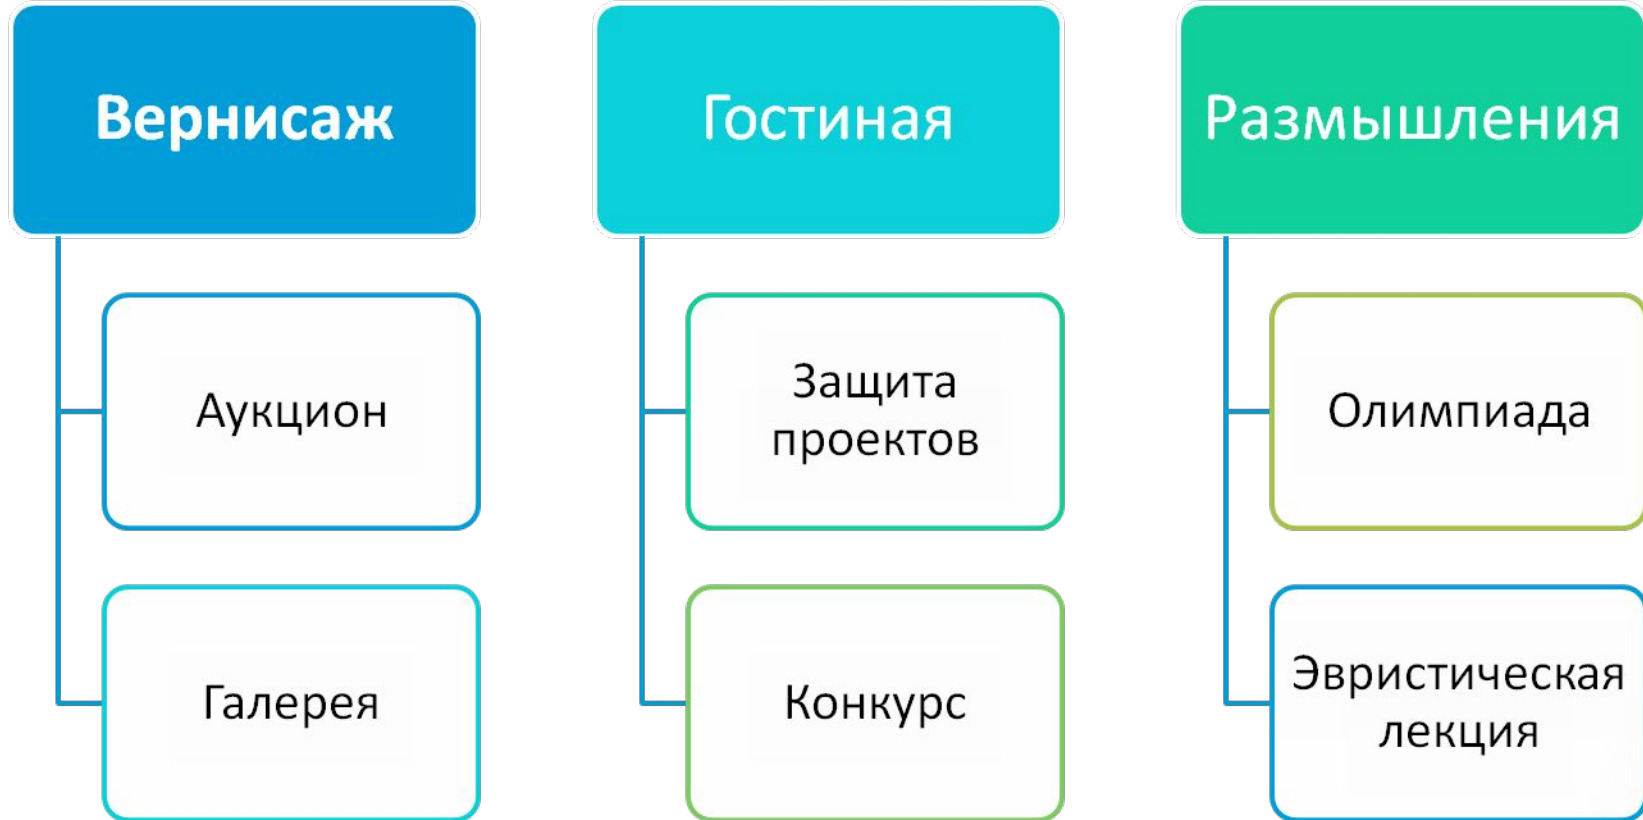 Вернисаж
Аукцион
Галерея
Гостиная
Защита
проектов
Конкурс
Размышления
Олимпиада
Эвристическая
лекция